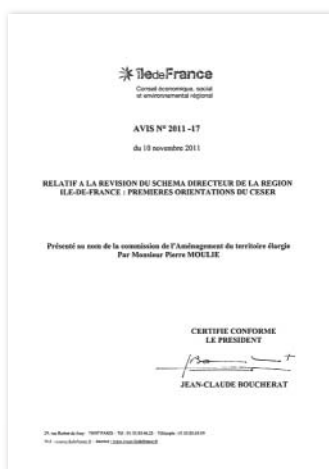 îledeFrance
Conseil économique, social
et environnemental régional
AVIS N° 2011 -17
du 10 novembre 2011
RELATIF A LA REVISION DU SCHEMA DIRECTEUR DE LA REGION
ILE-DE-FRANCE : PREMIERES ORIENTATIONS DU CESER
Présenté au nom de la commission de l'Aménagement du territoire élargie
Par Monsieur Pierre MOULIE
CERTIFIE CONFORME
LE PRESIDENT
JEAN-CLAUDE BOUCHERAT